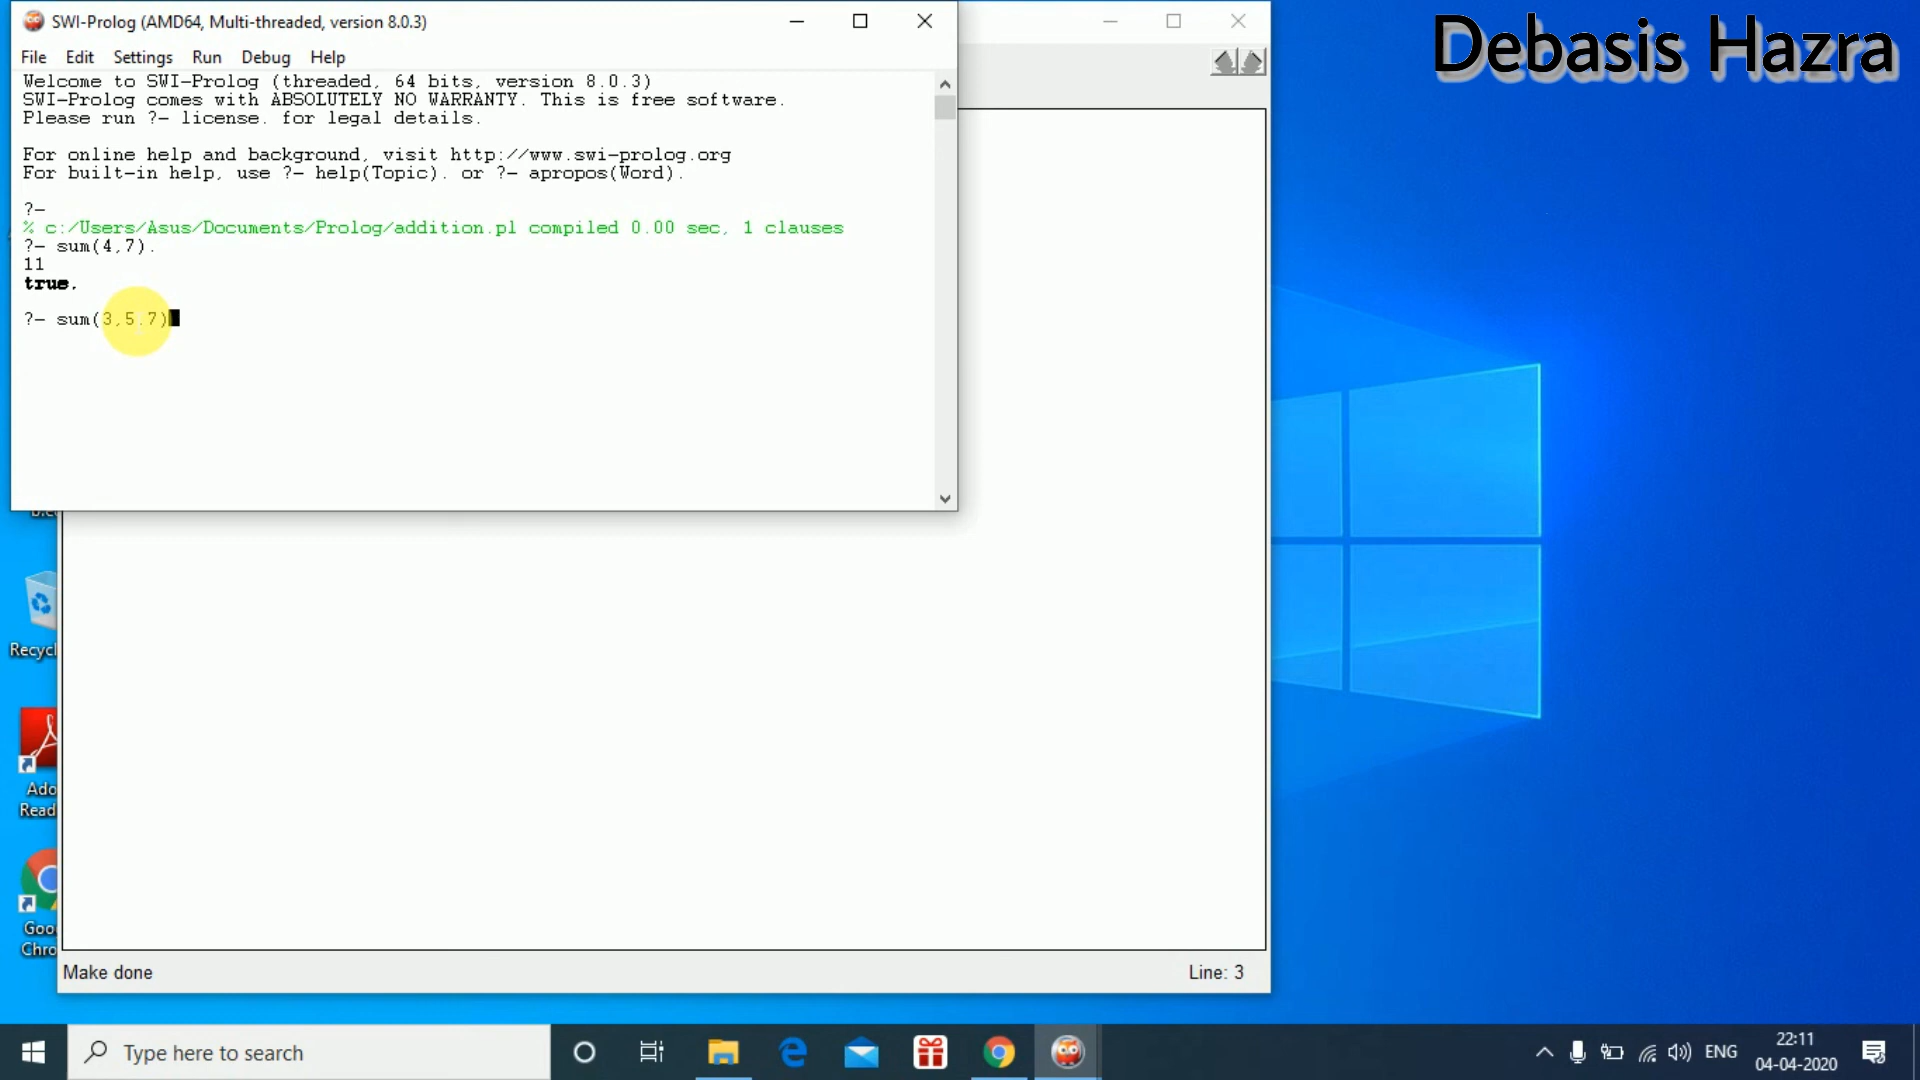 SWI-Prolog (AMD64, Multi-threaded, version 8.0.3)
File Edit Settings Run Debug Help
Welcome to SWI-Prolog (threaded, 64 bits, version 8.0.3)
SWI-Prolog comes with ABSOLUTELY NO WARRANTY. This is free software.
Please run ?- license. for legal details.
For online help and background, visit http://www.swi-prolog.org
For built-in help, use ?- help(Topic). or ?- apropos(Word).
?-
% c:/Users/Asus/Documents/Prolog/addition.pl compiled 0.00 sec, 1 clauses
?- sum(4,7).
11
true.
?- sum(3,5.7)
Debasis Hazra
Recycl
Ado
Read
Goo
Chro
Make done
Line: 3
Type here to search
ENG
22:11
04-04-2020